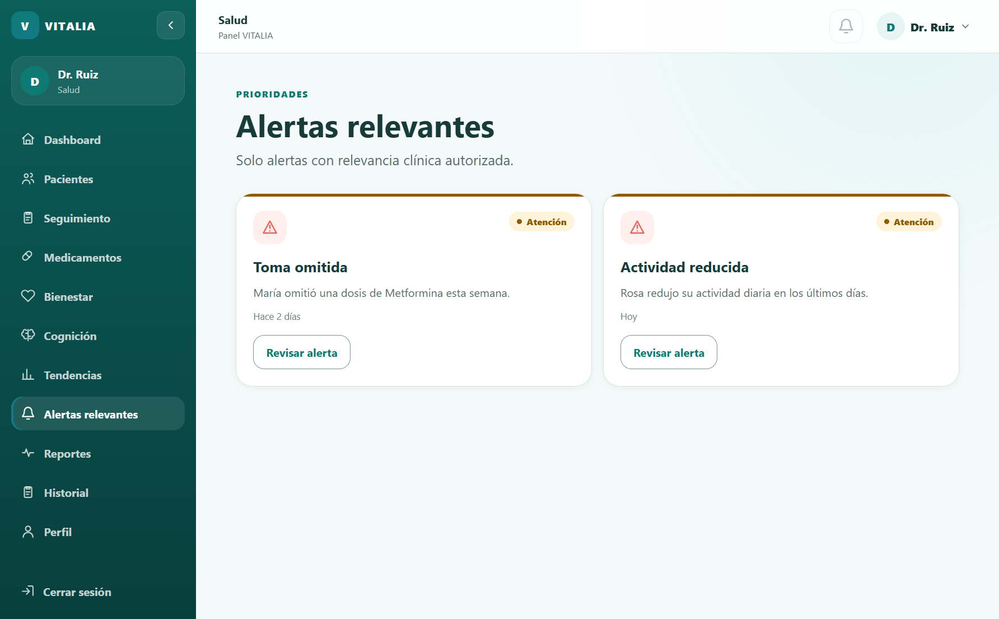 V VITALIA
D
Dr. Ruiz
Salud
Dashboard
Pacientes
Seguimiento
Medicamentos
Bienestar
Cognición
Tendencias
Alertas relevantes
Reportes
Historial
Perfil
Cerrar sesión
Salud
Panel VITALIA
D Dr. Ruiz
PRIORIDADES
Alertas relevantes
Solo alertas con relevancia clínica autorizada.
Atención
Toma omitida
María omitió una dosis de Metformina esta semana.
Hace 2 días
Revisar alerta
Atención
Actividad reducida
Rosa redujo su actividad diaria en los últimos días.
Hoy
Revisar alerta